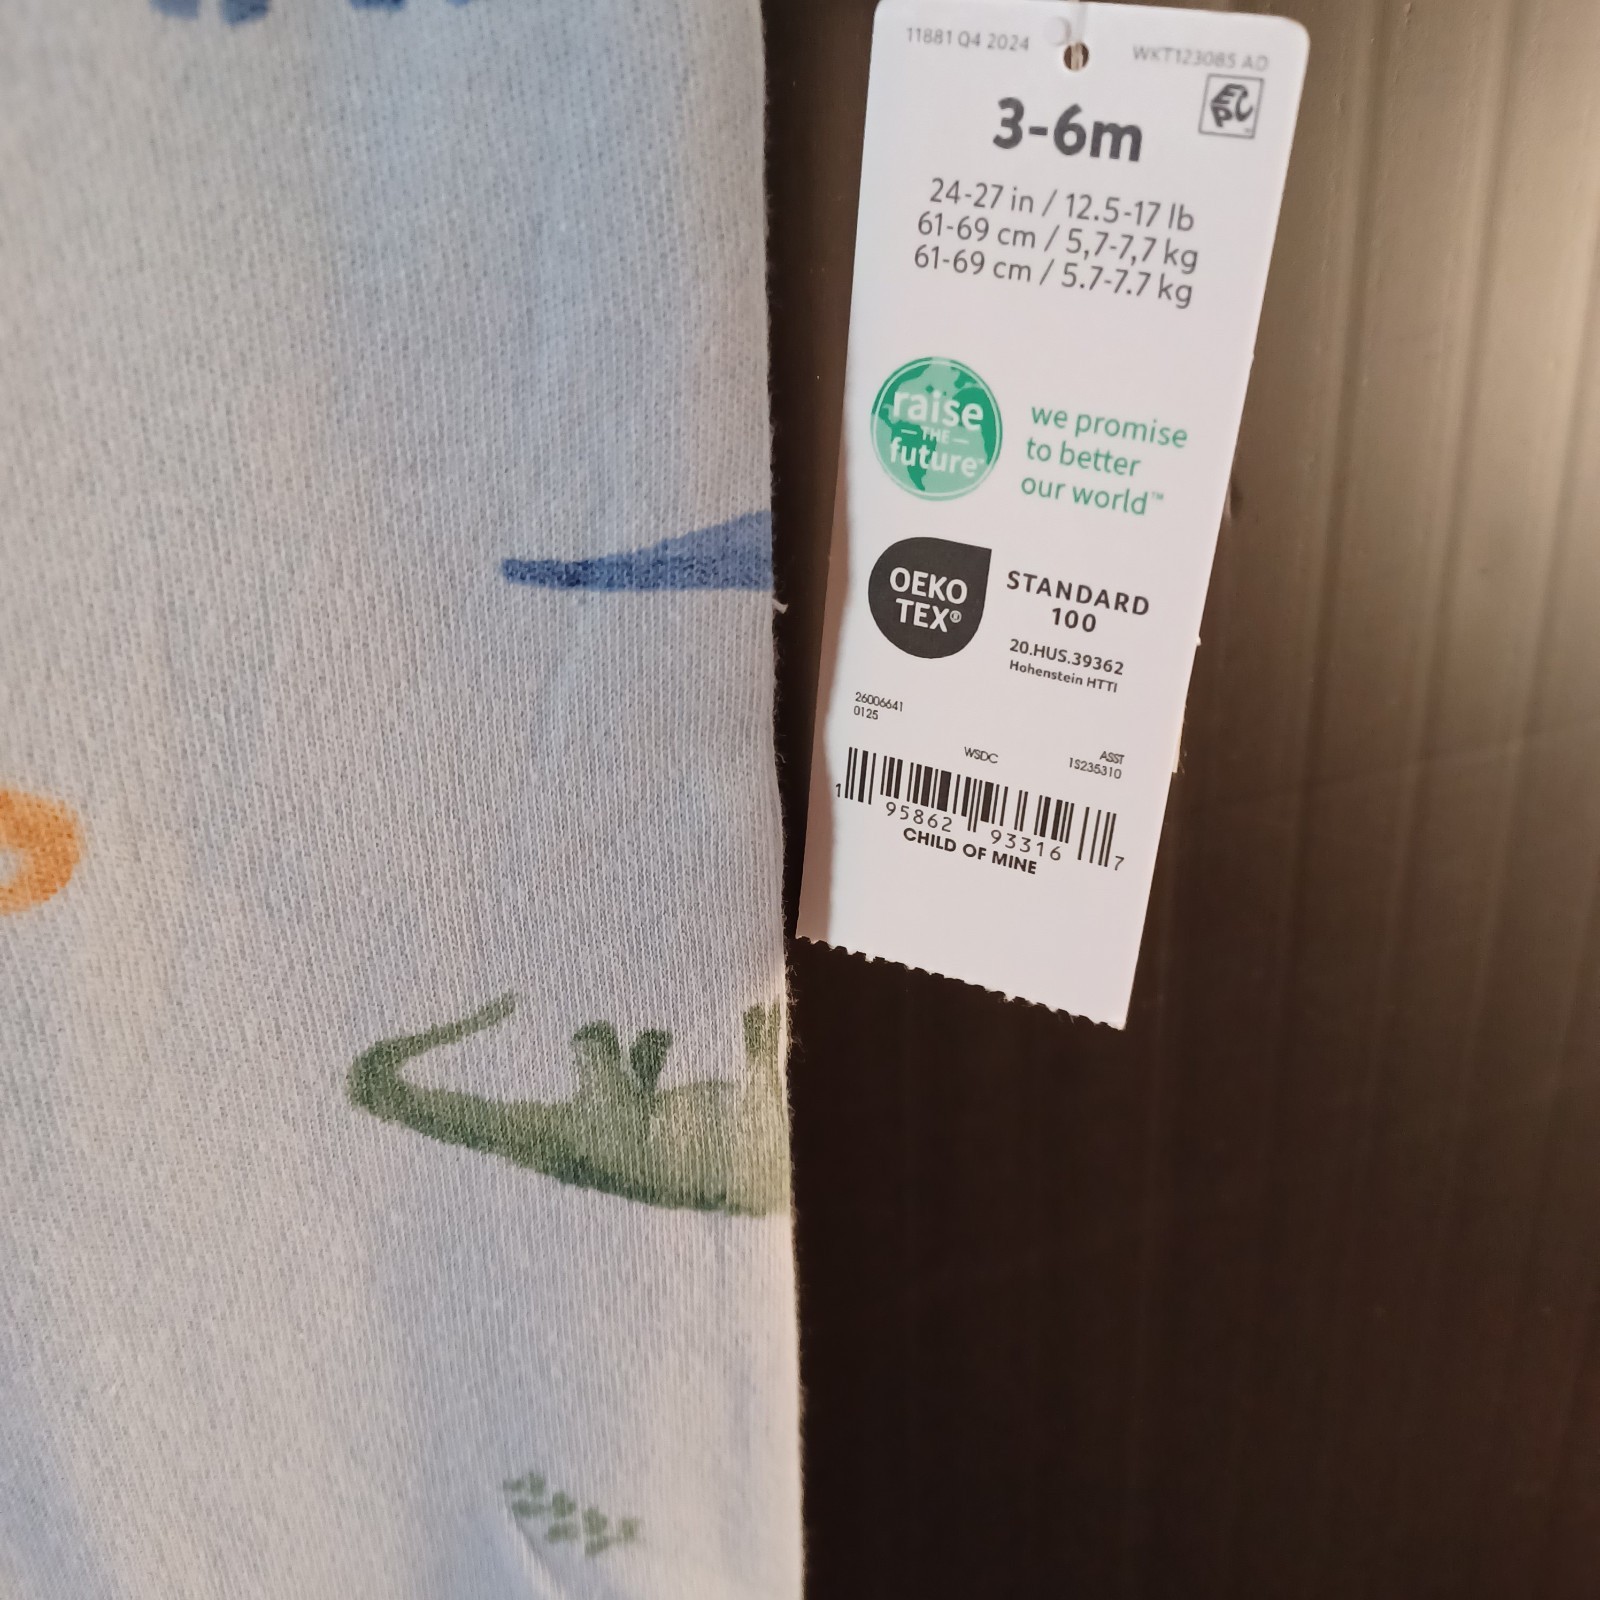 11881 Q4 2024
WKT123085 AD
EPC
3-6m
24-27 in / 12.5-17 lb
61-69 cm / 5,7-7,7 kg
61-69 cm / 5.7-7.7 kg
raise
— THE —
future™
we promise
to better
our world™
OEKO
TEX®
STANDARD
100
20.HUS.39362
Hohenstein HTTI
26006641
0125
WSDC
ASST
1S235310
1 95862 93316 7
CHILD OF MINE